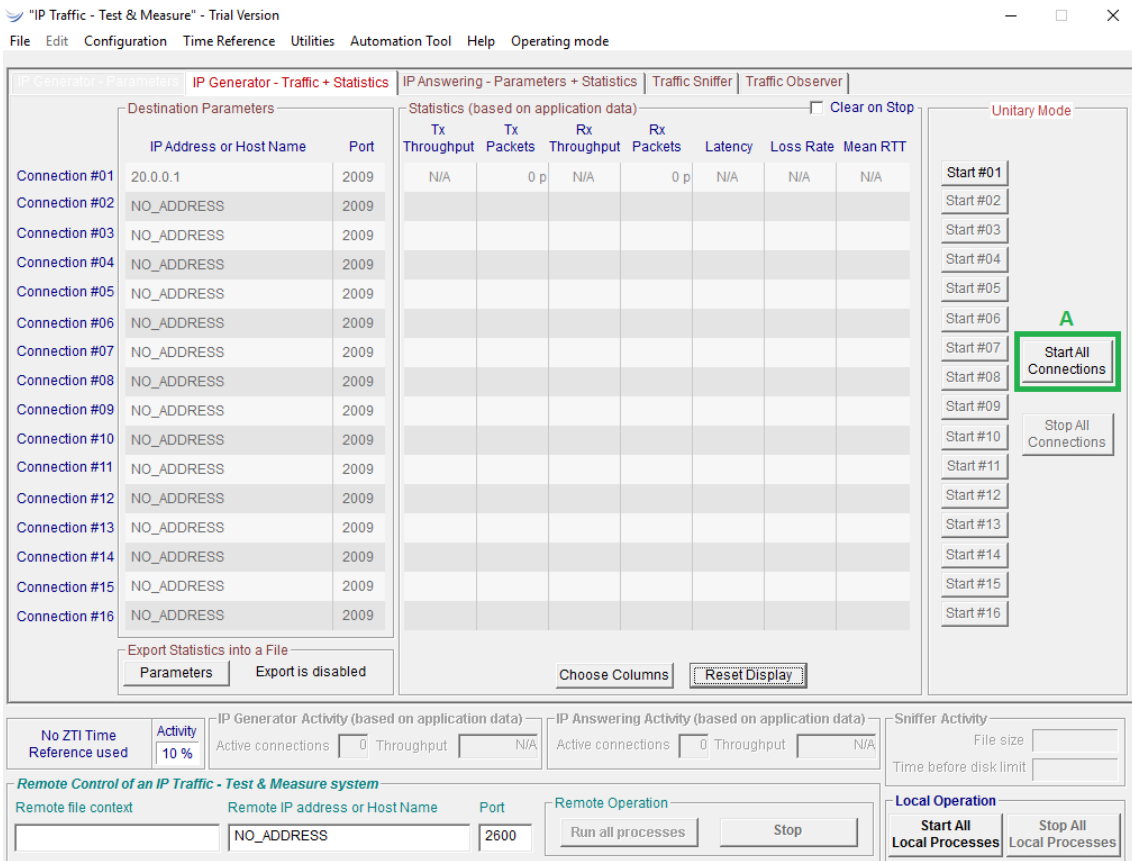 "IP Traffic - Test & Measure" - Trial Version
File Edit Configuration Time Reference Utilities Automation Tool Help Operating mode
IP Generator - Parameters IP Generator - Traffic + Statistics IP Answering - Parameters + Statistics Traffic Sniffer Traffic Observer
Destination Parameters Statistics (based on application data) Clear on Stop Unitary Mode
IP Address or Host Name Port Tx Throughput Tx Packets Rx Throughput Rx Packets Latency Loss Rate Mean RTT
Connection #01 20.0.0.1 2009 N/A 0 p N/A 0 p N/A N/A N/A Start #01
Connection #02 NO_ADDRESS 2009 Start #02
Connection #03 NO_ADDRESS 2009 Start #03
Connection #04 NO_ADDRESS 2009 Start #04
Connection #05 NO_ADDRESS 2009 Start #05
Connection #06 NO_ADDRESS 2009 Start #06 A
Connection #07 NO_ADDRESS 2009 Start #07 Start All
Connection #08 NO_ADDRESS 2009 Start #08 Connections
Connection #09 NO_ADDRESS 2009 Start #09
Connection #10 NO_ADDRESS 2009 Start #10 Stop All Connections
Connection #11 NO_ADDRESS 2009 Start #11
Connection #12 NO_ADDRESS 2009 Start #12
Connection #13 NO_ADDRESS 2009 Start #13
Connection #14 NO_ADDRESS 2009 Start #14
Connection #15 NO_ADDRESS 2009 Start #15
Connection #16 NO_ADDRESS 2009 Start #16
Export Statistics into a File
Parameters Export is disabled Choose Columns Reset Display
No ZTI Time Reference used
Activity
10 %
IP Generator Activity (based on application data)
Active connections 0 Throughput N/A
IP Answering Activity (based on application data)
Active connections 0 Throughput N/A
Sniffer Activity
File size
Time before disk limit
Remote Control of an IP Traffic - Test & Measure system
Remote file context Remote IP address or Host Name Port
NO_ADDRESS 2600
Remote Operation
Run all processes Stop
Local Operation
Start All Local Processes
Stop All Local Processes